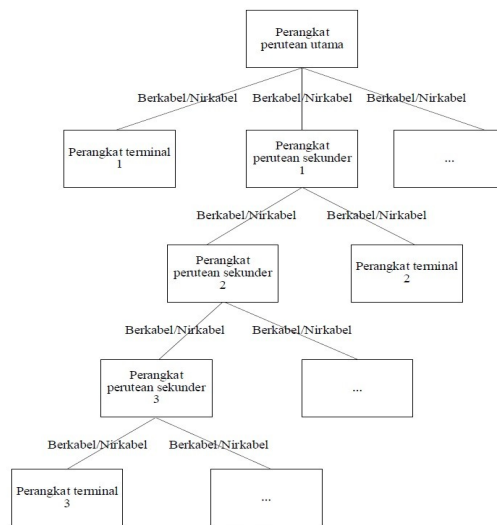 Perangkat
perutean utama
Berkabel/Nirkabel
Berkabel/Nirkabel
Berkabel/Nirkabel
Perangkat terminal
1
Perangkat
perutean sekunder
1
...
Berkabel/Nirkabel
Berkabel/Nirkabel
Perangkat
perutean sekunder
2
Perangkat terminal
2
Berkabel/Nirkabel
Berkabel/Nirkabel
Perangkat
perutean sekunder
3
...
Berkabel/Nirkabel
Berkabel/Nirkabel
Perangkat terminal
3
...